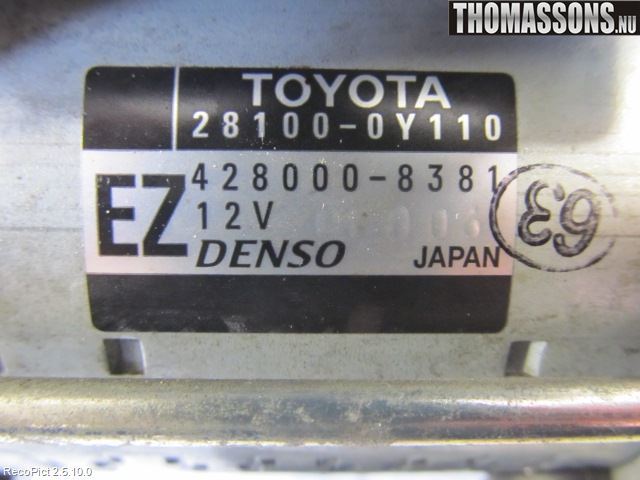 THOMASSONS.NU
TOYOTA
28100-0Y110
EZ
428000-8381
12V
DENSO
JAPAN
63
RecoPict 2.5.10.0